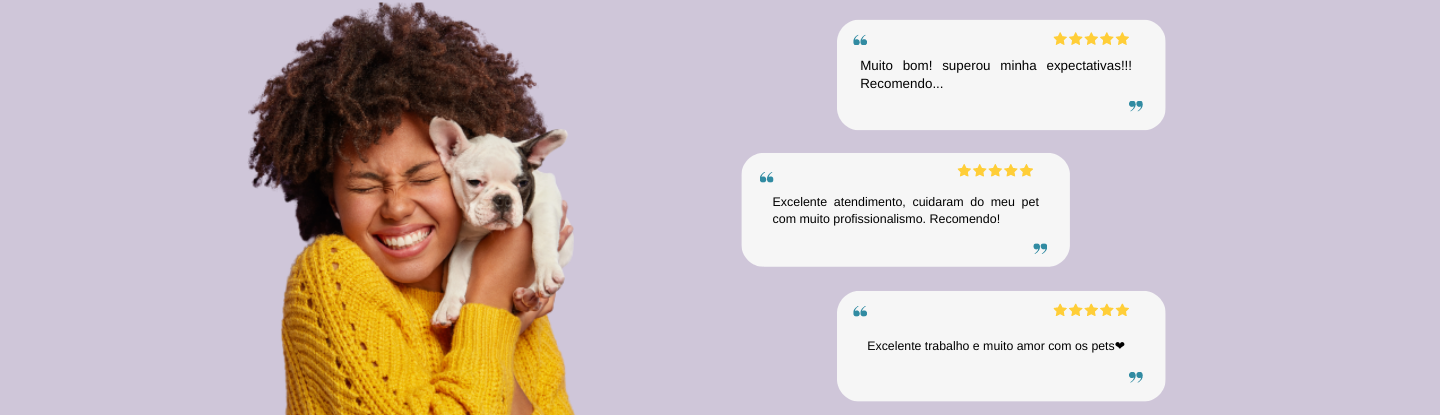 ❝
Muito bom! superou minha expectativas!!!
Recomendo...
❞
❝
Excelente atendimento, cuidaram do meu pet
com muito profissionalismo. Recomendo!
❞
❝
Excelente trabalho e muito amor com os pets❤
❞